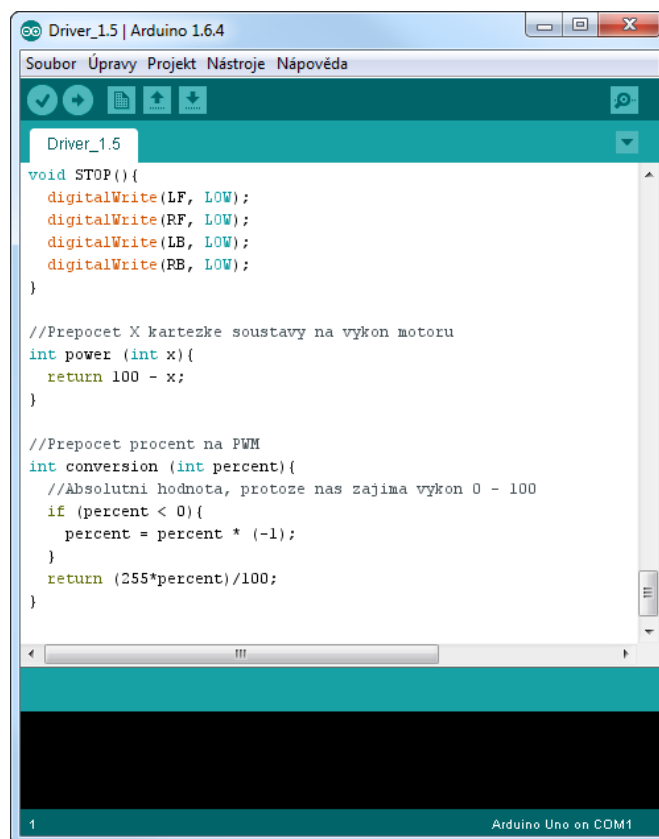 Driver_1.5 | Arduino 1.6.4
Soubor Úpravy Projekt Nástroje Nápověda
Driver_1.5
void STOP(){
  digitalWrite(LF, LOW);
  digitalWrite(RF, LOW);
  digitalWrite(LB, LOW);
  digitalWrite(RB, LOW);
}

//Prepocet X kartezke soustavy na vykon motoru
int power (int x){
  return 100 - x;
}

//Prepocet procent na PWM
int conversion (int percent){
  //Absolutni hodnota, protoze nas zajima vykon 0 - 100
  if (percent < 0){
    percent = percent * (-1);
  }
  return (255*percent)/100;
}
1 Arduino Uno on COM1